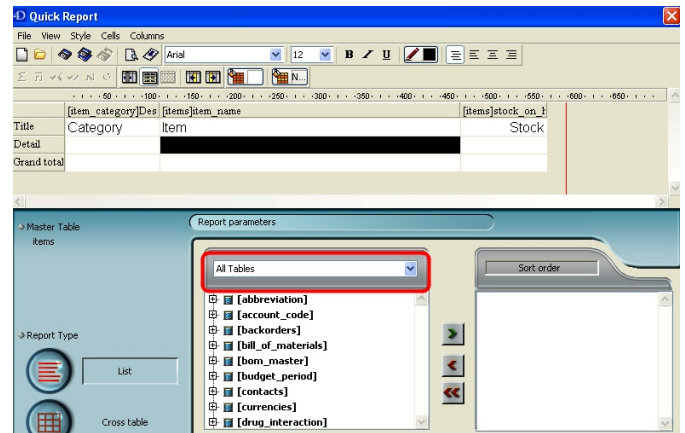 4D Quick Report
File View Style Cells Columns
Arial 12 B I U
N...
50 100 150 200 250 300 350 400 450 500 550 600 650
[item_category]Des [items]item_name [items]stock_on_h
Title Category Item Stock
Detail
Grand total
Master Table
items
Report parameters
All Tables
Sort order
[abbreviation]
[account_code]
[backorders]
[bill_of_materials]
[bom_master]
[budget_period]
[contacts]
[currencies]
[drug_interaction]
Report Type
List
Cross table